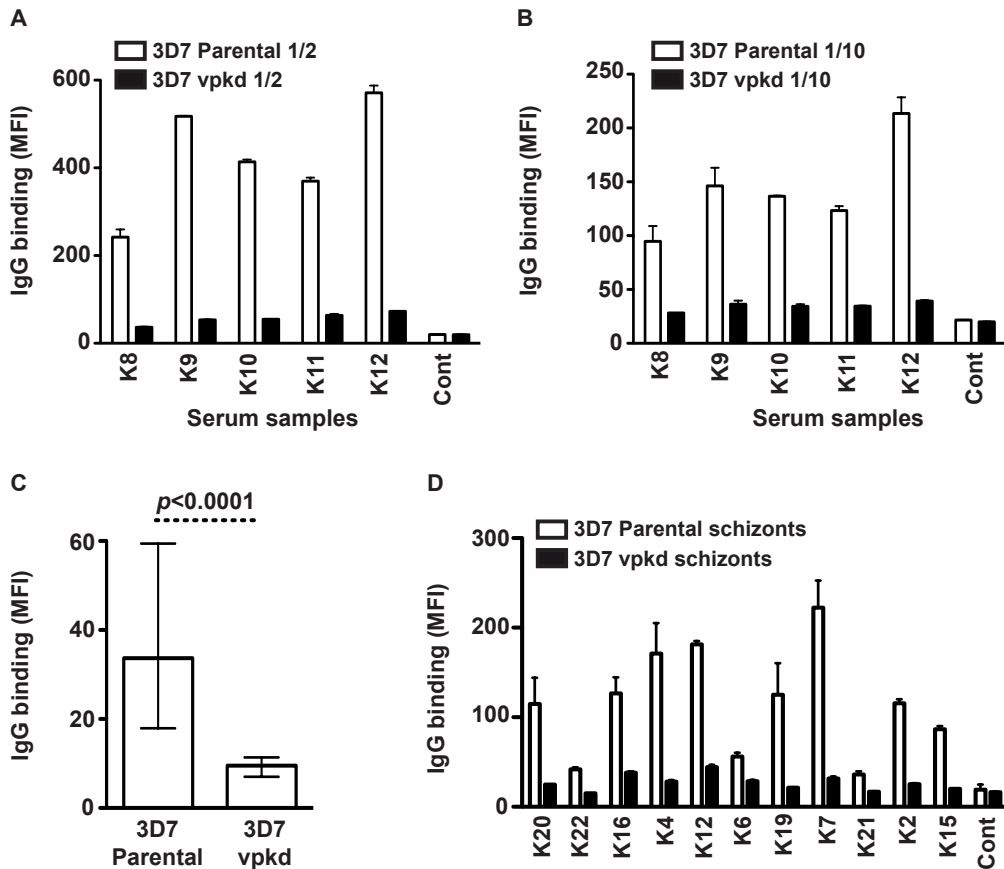 A
3D7 Parental 1/2
3D7 vpkd 1/2
600
400
200
0
IgG binding (MFI)
K8
K9
K10
K11
K12
Cont
Serum samples
B
3D7 Parental 1/10
3D7 vpkd 1/10
250
200
150
100
50
0
IgG binding (MFI)
K8
K9
K10
K11
K12
Cont
Serum samples
C
p<0.0001
60
40
20
0
IgG binding (MFI)
3D7
Parental
3D7
vpkd
D
3D7 Parental schizonts
3D7 vpkd schizonts
300
200
100
0
IgG binding (MFI)
K20
K22
K16
K4
K12
K6
K19
K7
K21
K2
K15
Cont